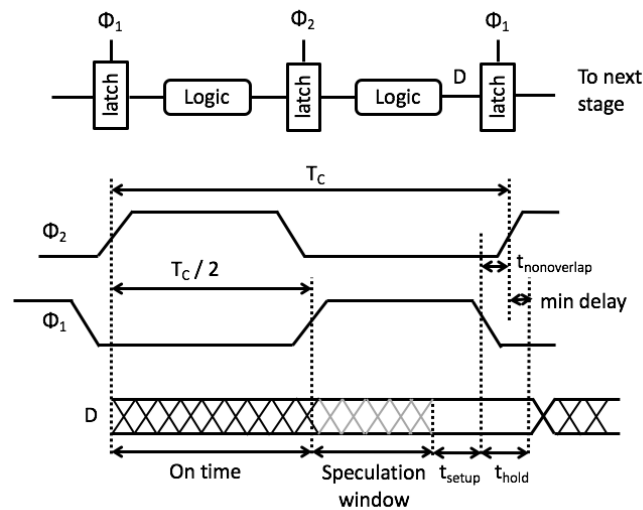 Φ1 Φ2 Φ1
latch Logic latch Logic D latch To next
stage
TC
Φ2
tnonoverlap
TC / 2
min delay
Φ1
D
On time Speculation
window tsetup thold